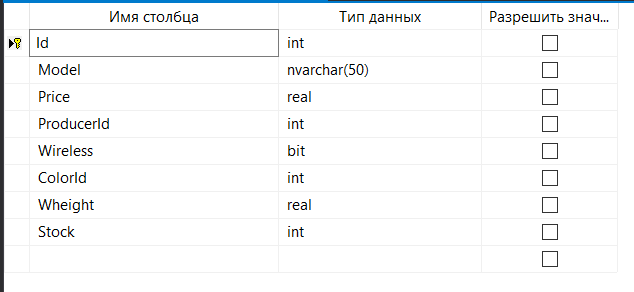 Имя столбца Тип данных Разрешить знач...
Id int
Model nvarchar(50)
Price real
ProducerId int
Wireless bit
ColorId int
Wheight real
Stock int